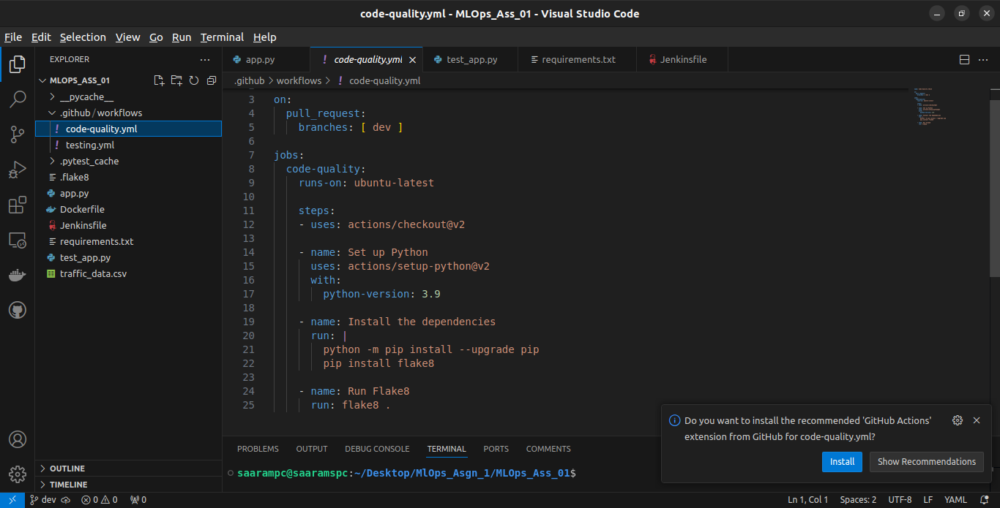 code-quality.yml - MLOps_Ass_01 - Visual Studio Code
File Edit Selection View Go Run Terminal Help
EXPLORER
MLOPS_ASS_01
__pycache__
.github/workflows
code-quality.yml
testing.yml
.pytest_cache
.flake8
app.py
Dockerfile
Jenkinsfile
requirements.txt
test_app.py
traffic_data.csv
OUTLINE
TIMELINE
app.py code-quality.yml test_app.py requirements.txt Jenkinsfile
.github > workflows > ! code-quality.yml
3 on:
4 pull_request:
5 branches: [ dev ]
6
7 jobs:
8 code-quality:
9 runs-on: ubuntu-latest
10
11 steps:
12 - uses: actions/checkout@v2
13
14 - name: Set up Python
15 uses: actions/setup-python@v2
16 with:
17 python-version: 3.9
18
19 - name: Install the dependencies
20 run: |
21 python -m pip install --upgrade pip
22 pip install flake8
23
24 - name: Run Flake8
25 run: flake8 .
Do you want to install the recommended 'GitHub Actions'
extension from GitHub for code-quality.yml?
Install Show Recommendations
PROBLEMS OUTPUT DEBUG CONSOLE TERMINAL PORTS COMMENTS
saarampc@saaramspc:~/Desktop/MlOps_Asgn_1/MLOps_Ass_01$
dev 0 0 0 Ln 1, Col 1 Spaces: 2 UTF-8 LF YAML